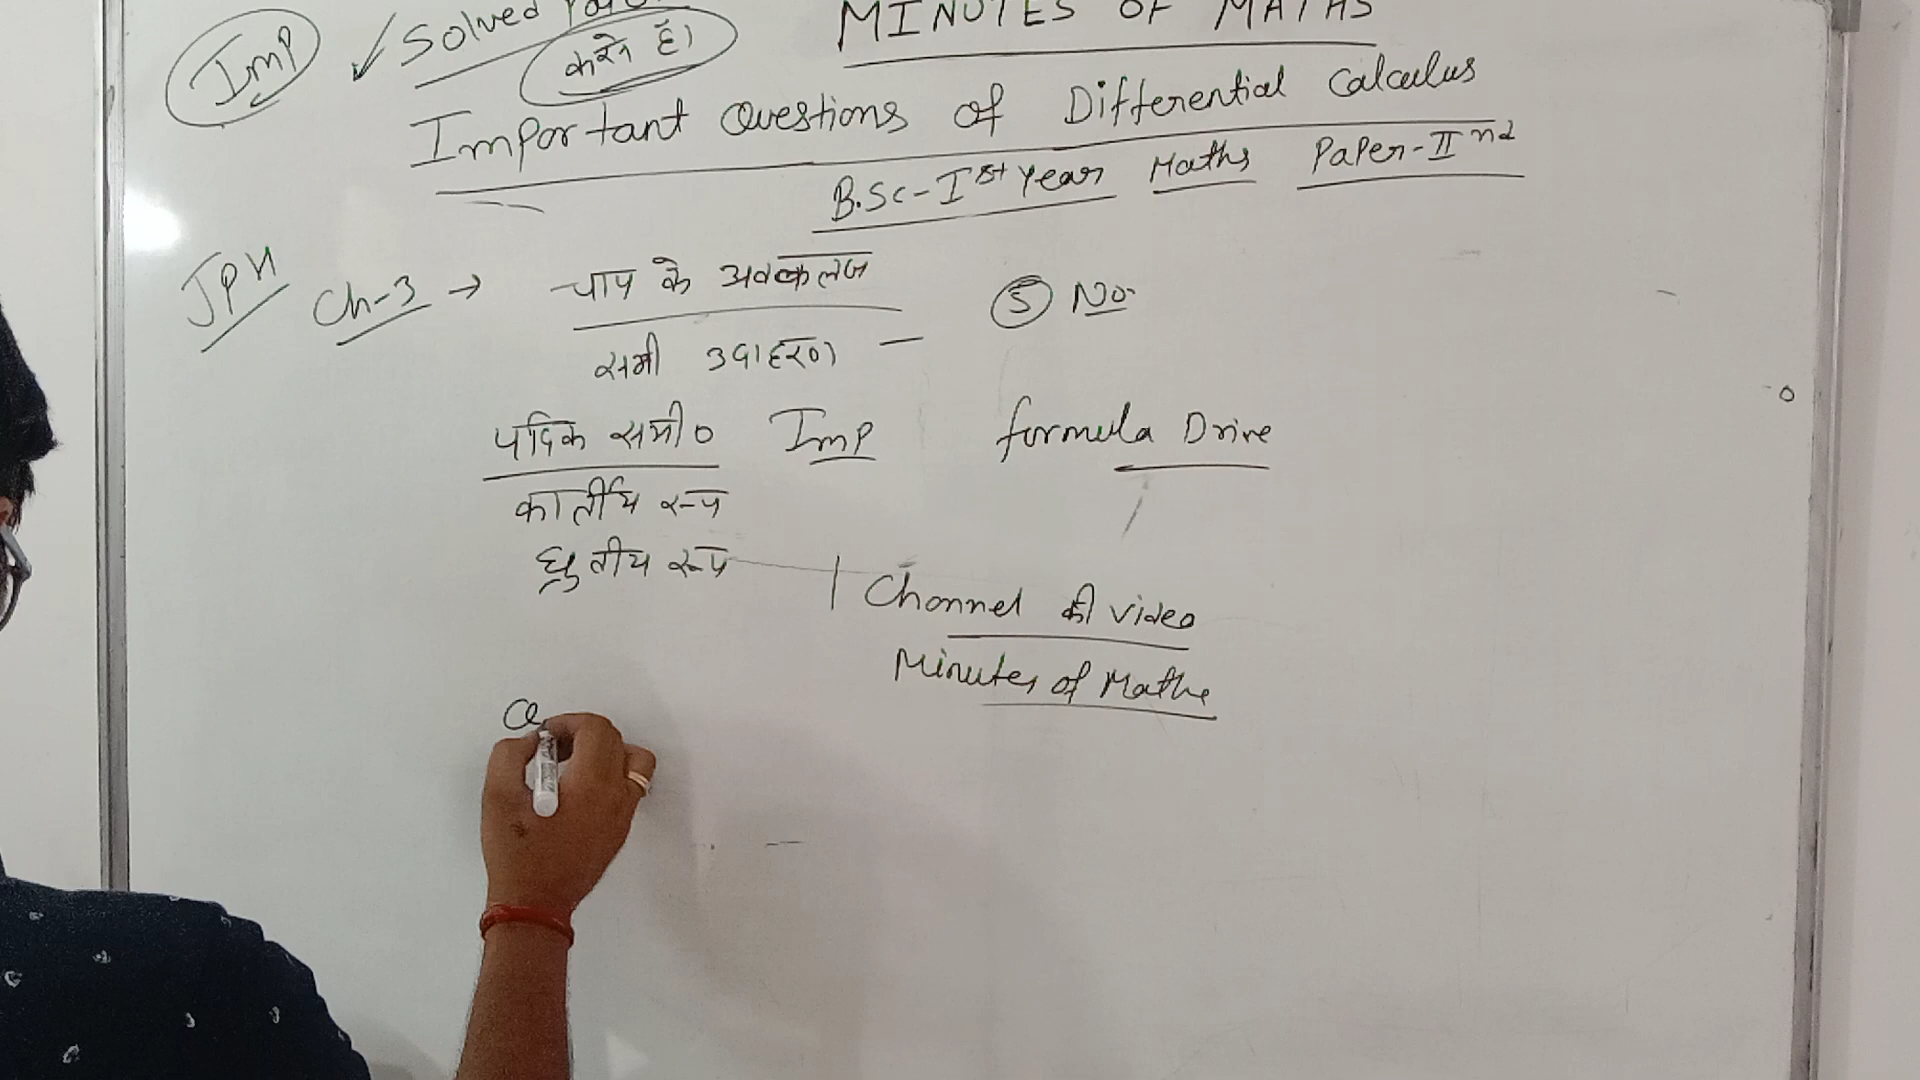 MINUTES OF MATHS
Imp ✓ Solved
करने हैं।
Important Questions of Differential Calculus
B.Sc-Ist Year Maths Paper-IInd
JPH Ch-3 → चाप के अवकलज ⑤ No.
सभी उदाहरण —
पदिक समी० Imp formula Drive
कार्तीय रूप
ध्रुवीय रूप
Channel की video
Minutes of Maths